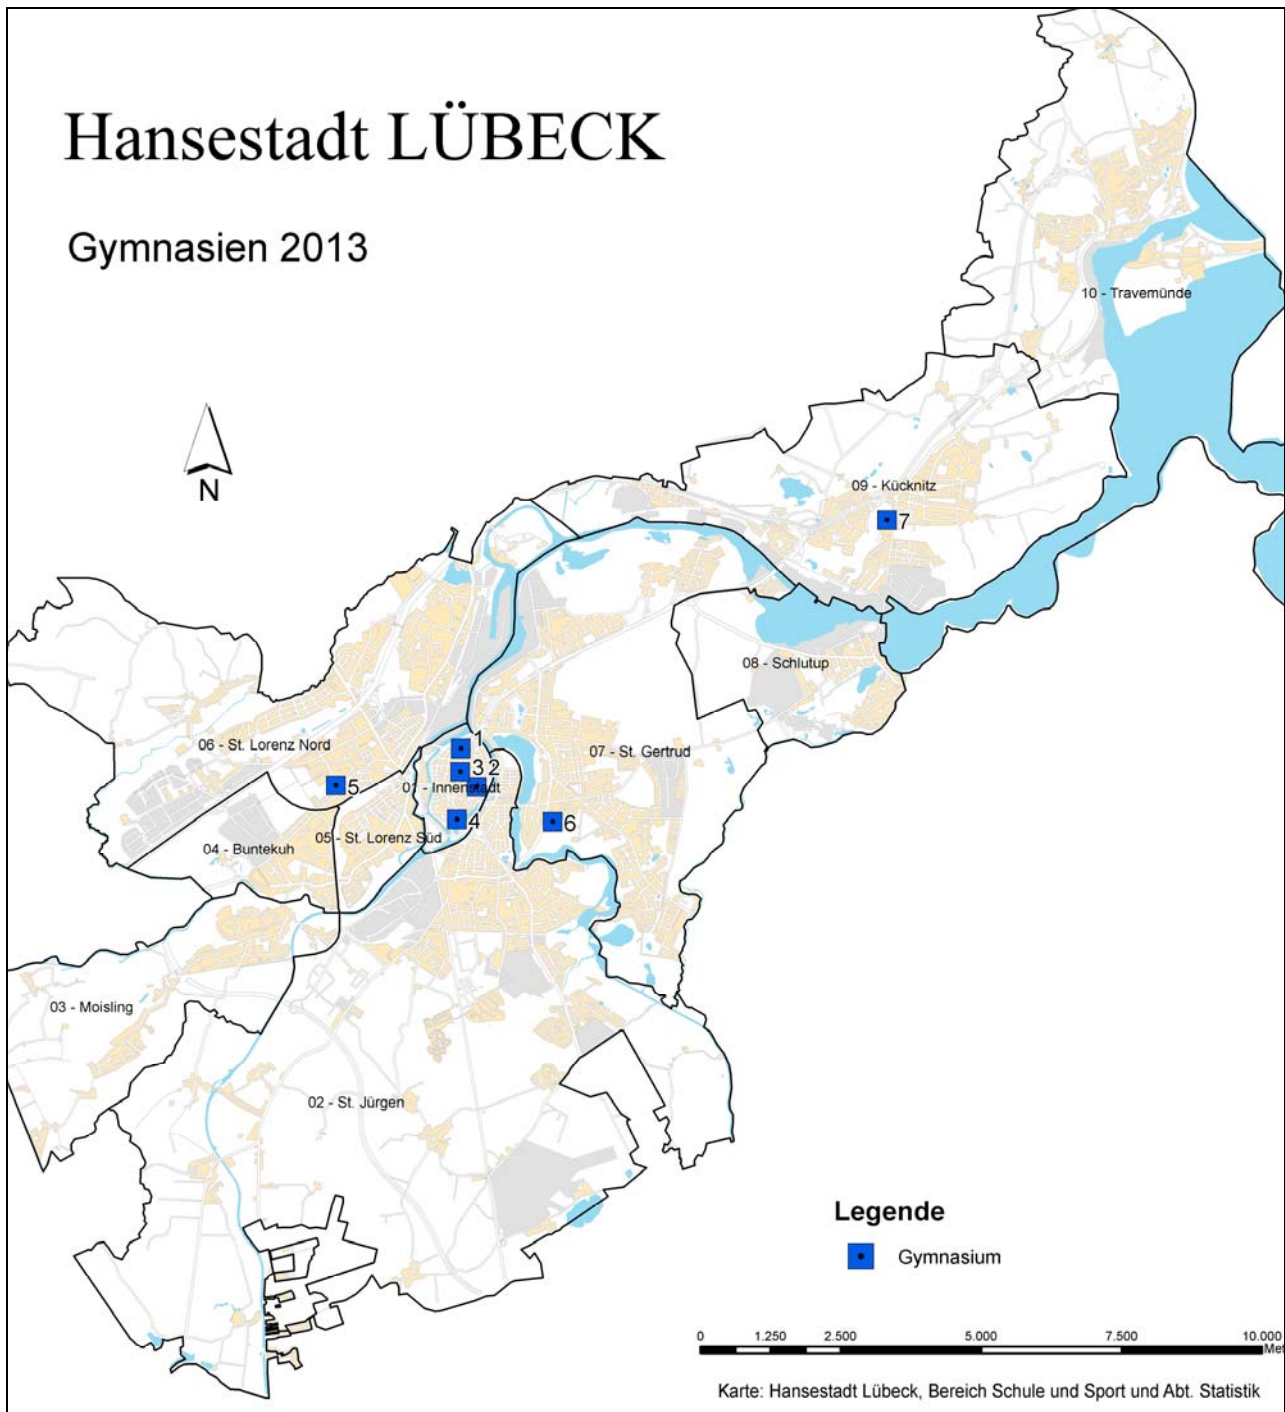 Hansestadt LÜBECK
Gymnasien 2013
10 - Travemünde
N
09 - Kücknitz
7
08 - Schlutup
06 - St. Lorenz Nord
07 - St. Gertrud
1
3 2
01 - Innenstadt
5
4
6
05 - St. Lorenz Süd
04 - Buntekuh
03 - Moisling
02 - St. Jürgen
Legende
Gymnasium
0 1.250 2.500 5.000 7.500 10.000
Met
Karte: Hansestadt Lübeck, Bereich Schule und Sport und Abt. Statistik